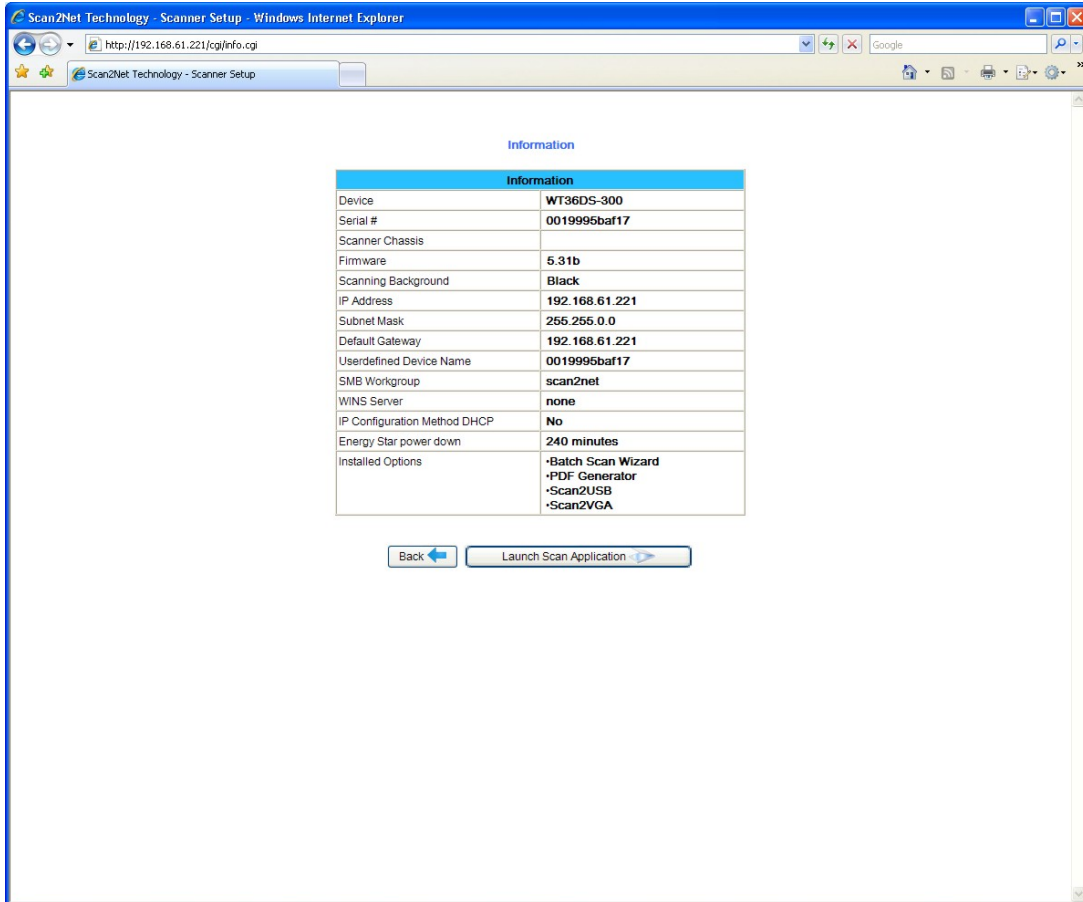 Scan2Net Technology - Scanner Setup - Windows Internet Explorer
http://192.168.61.221/cgi/info.cgi
Google
Scan2Net Technology - Scanner Setup
Information
Information
Device WT36DS-300
Serial # 0019995baf17
Scanner Chassis
Firmware 5.31b
Scanning Background Black
IP Address 192.168.61.221
Subnet Mask 255.255.0.0
Default Gateway 192.168.61.221
Userdefined Device Name 0019995baf17
SMB Workgroup scan2net
WINS Server none
IP Configuration Method DHCP No
Energy Star power down 240 minutes
Installed Options •Batch Scan Wizard
•PDF Generator
•Scan2USB
•Scan2VGA
Back Launch Scan Application